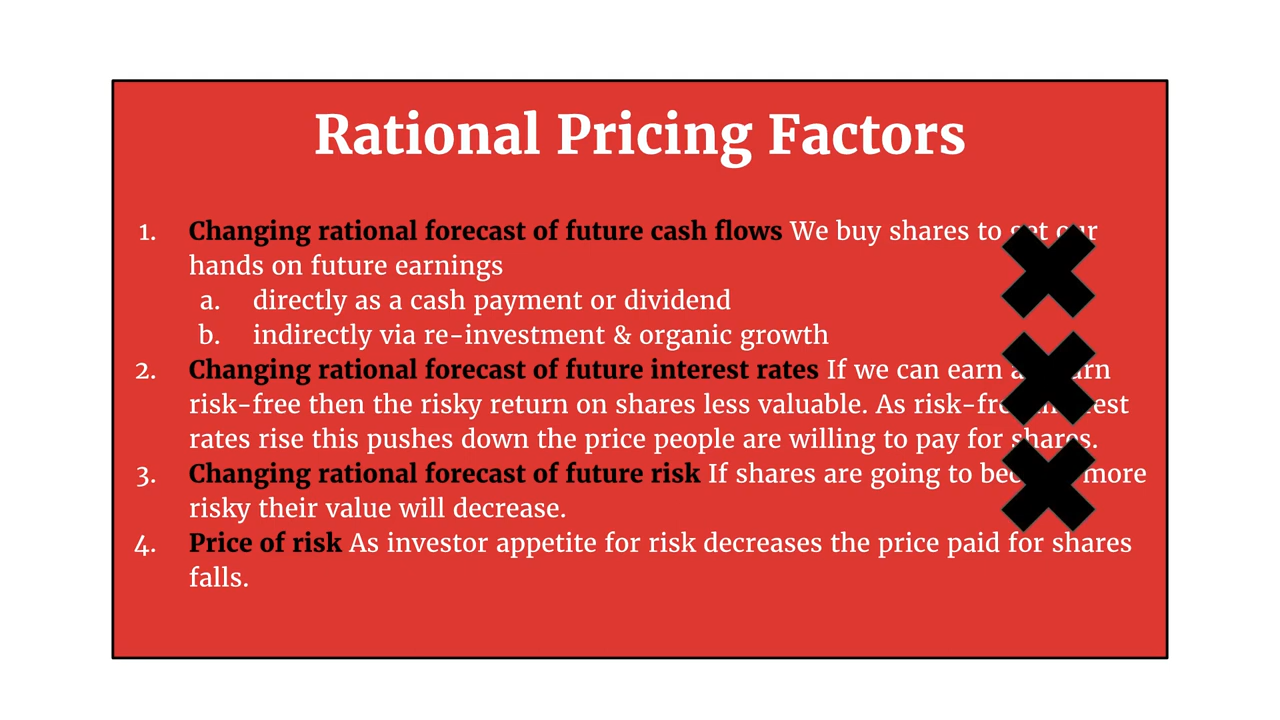 Rational Pricing Factors
1. Changing rational forecast of future cash flows We buy shares to get our
hands on future earnings
a. directly as a cash payment or dividend
b. indirectly via re-investment & organic growth
2. Changing rational forecast of future interest rates If we can earn a
risk-free then the risky return on shares less valuable. As risk-free
rates rise this pushes down the price people are willing to pay for shares.
3. Changing rational forecast of future risk If shares are going to more
risky their value will decrease.
4. Price of risk As investor appetite for risk decreases the price paid for shares
falls.